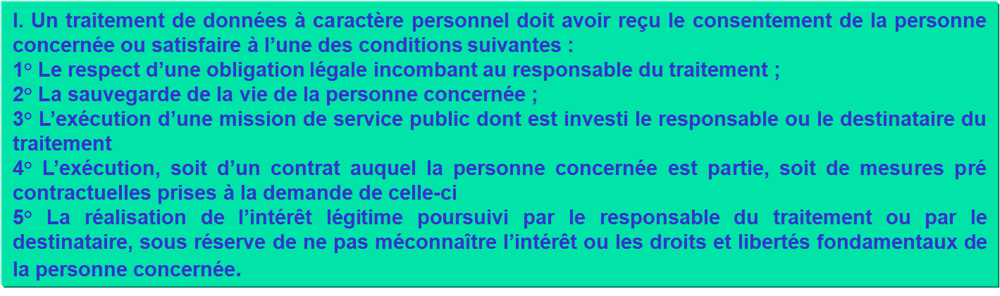 I. Un traitement de données à caractère personnel doit avoir reçu le consentement de la personne
concernée ou satisfaire à l’une des conditions suivantes :
1° Le respect d’une obligation légale incombant au responsable du traitement ;
2° La sauvegarde de la vie de la personne concernée ;
3° L’exécution d’une mission de service public dont est investi le responsable ou le destinataire du
traitement
4° L’exécution, soit d’un contrat auquel la personne concernée est partie, soit de mesures pré
contractuelles prises à la demande de celle-ci
5° La réalisation de l’intérêt légitime poursuivi par le responsable du traitement ou par le
destinataire, sous réserve de ne pas méconnaître l’intérêt ou les droits et libertés fondamentaux de
la personne concernée.